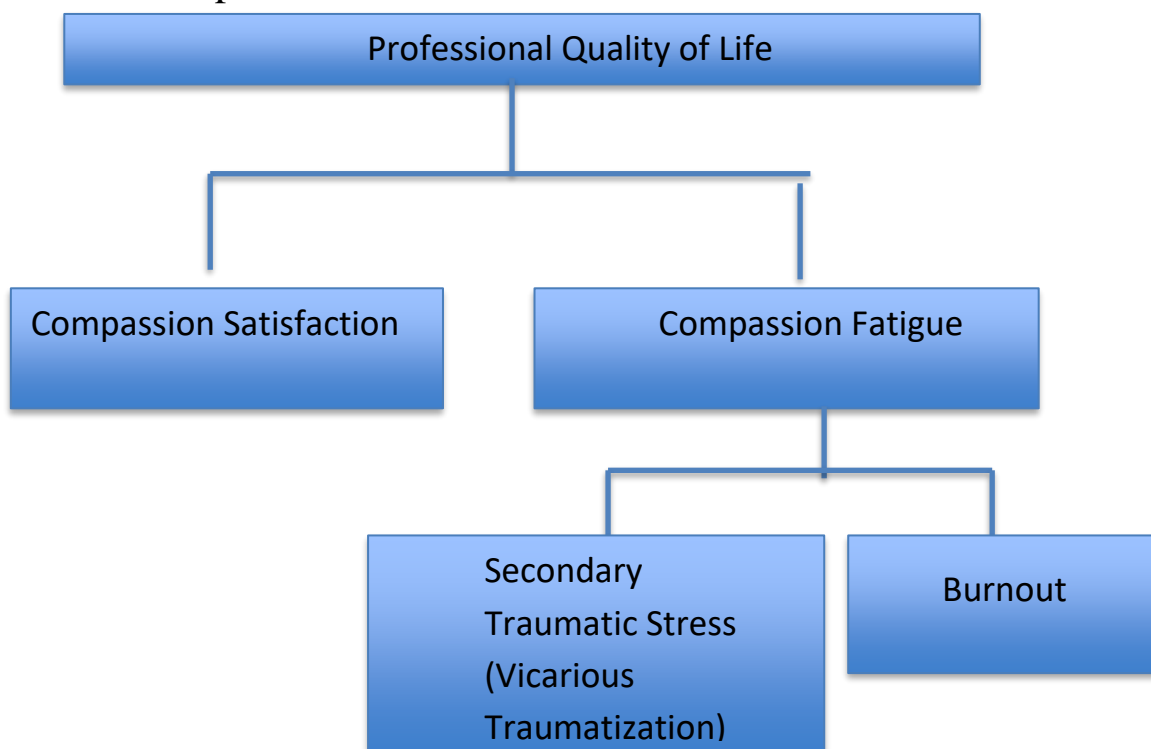 Professional Quality of Life
Compassion Satisfaction
Compassion Fatigue
Secondary
Traumatic Stress
(Vicarious
Traumatization)
Burnout